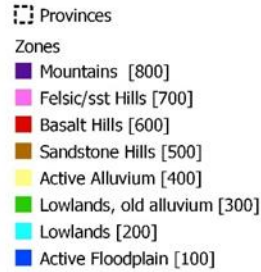 Provinces
Zones
Mountains [800]
Felsic/sst Hills [700]
Basalt Hills [600]
Sandstone Hills [500]
Active Alluvium [400]
Lowlands, old alluvium [300]
Lowlands [200]
Active Floodplain [100]